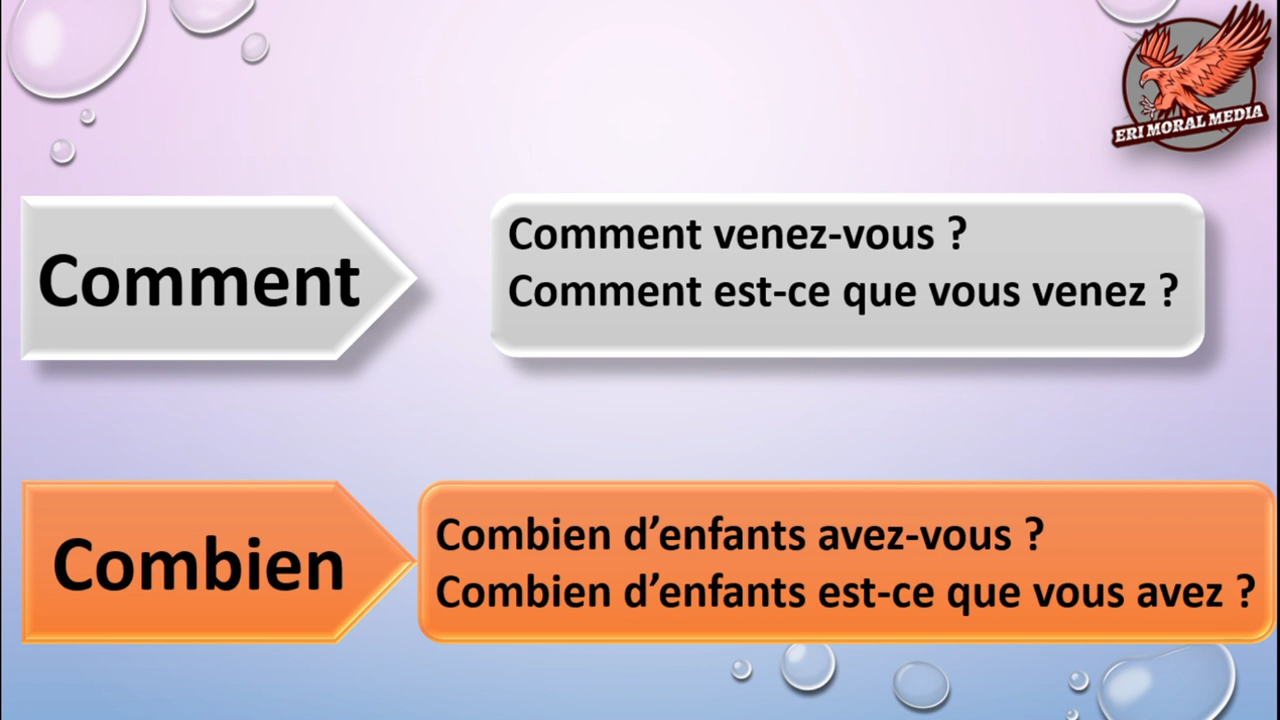 ERI MORAL MEDIA
Comment
Comment venez-vous ?
Comment est-ce que vous venez ?
Combien
Combien d’enfants avez-vous ?
Combien d’enfants est-ce que vous avez ?